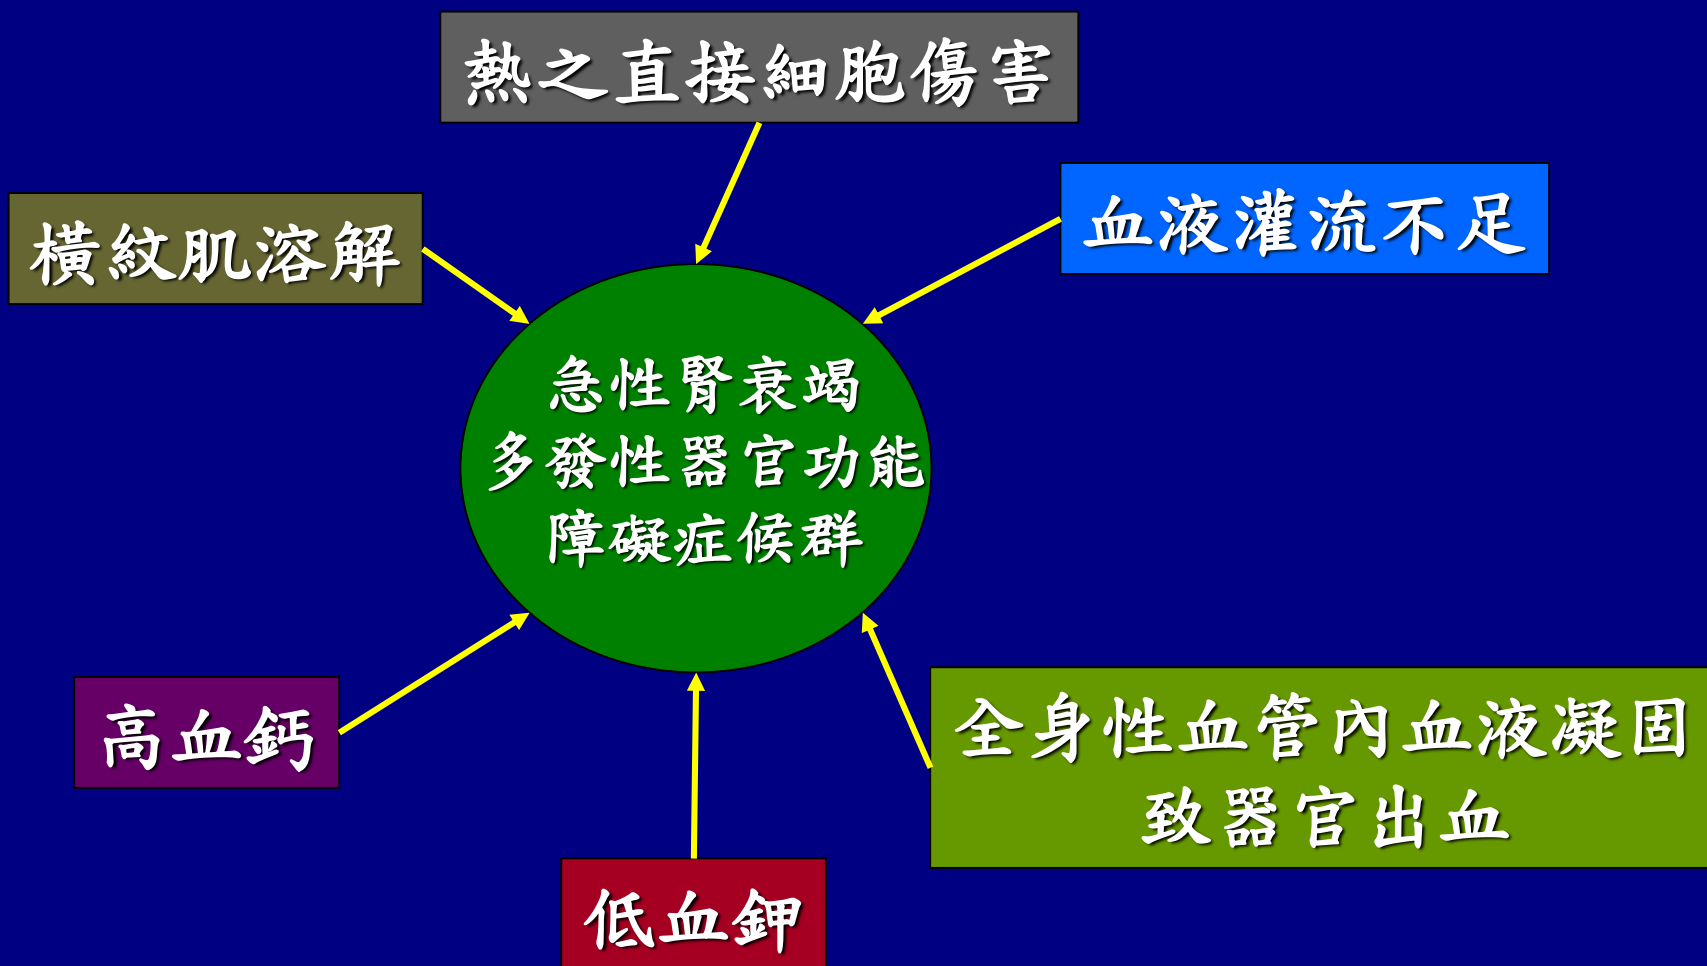 熱之直接細胞傷害
血液灌流不足
橫紋肌溶解
急性腎衰竭
多發性器官功能
障礙症候群
高血鈣
全身性血管內血液凝固
致器官出血
低血鉀